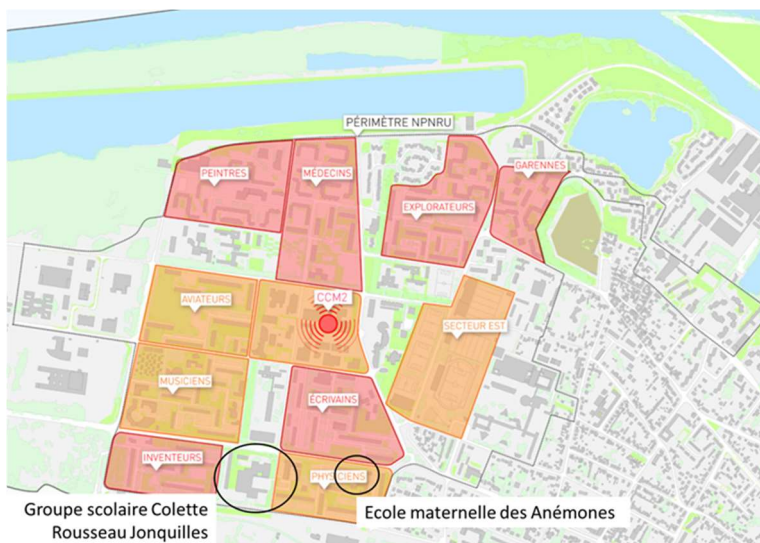 PÉRIMÈTRE NPNRU
PEINTRES
MÉDECINS
GARENNES
EXPLORATEURS
AVIATEURS
CCM2
SECTEUR EST
MUSICIENS
ÉCRIVAINS
INVENTEURS
PHYSICIENS
Groupe scolaire Colette
Rousseau Jonquilles
Ecole maternelle des Anémones